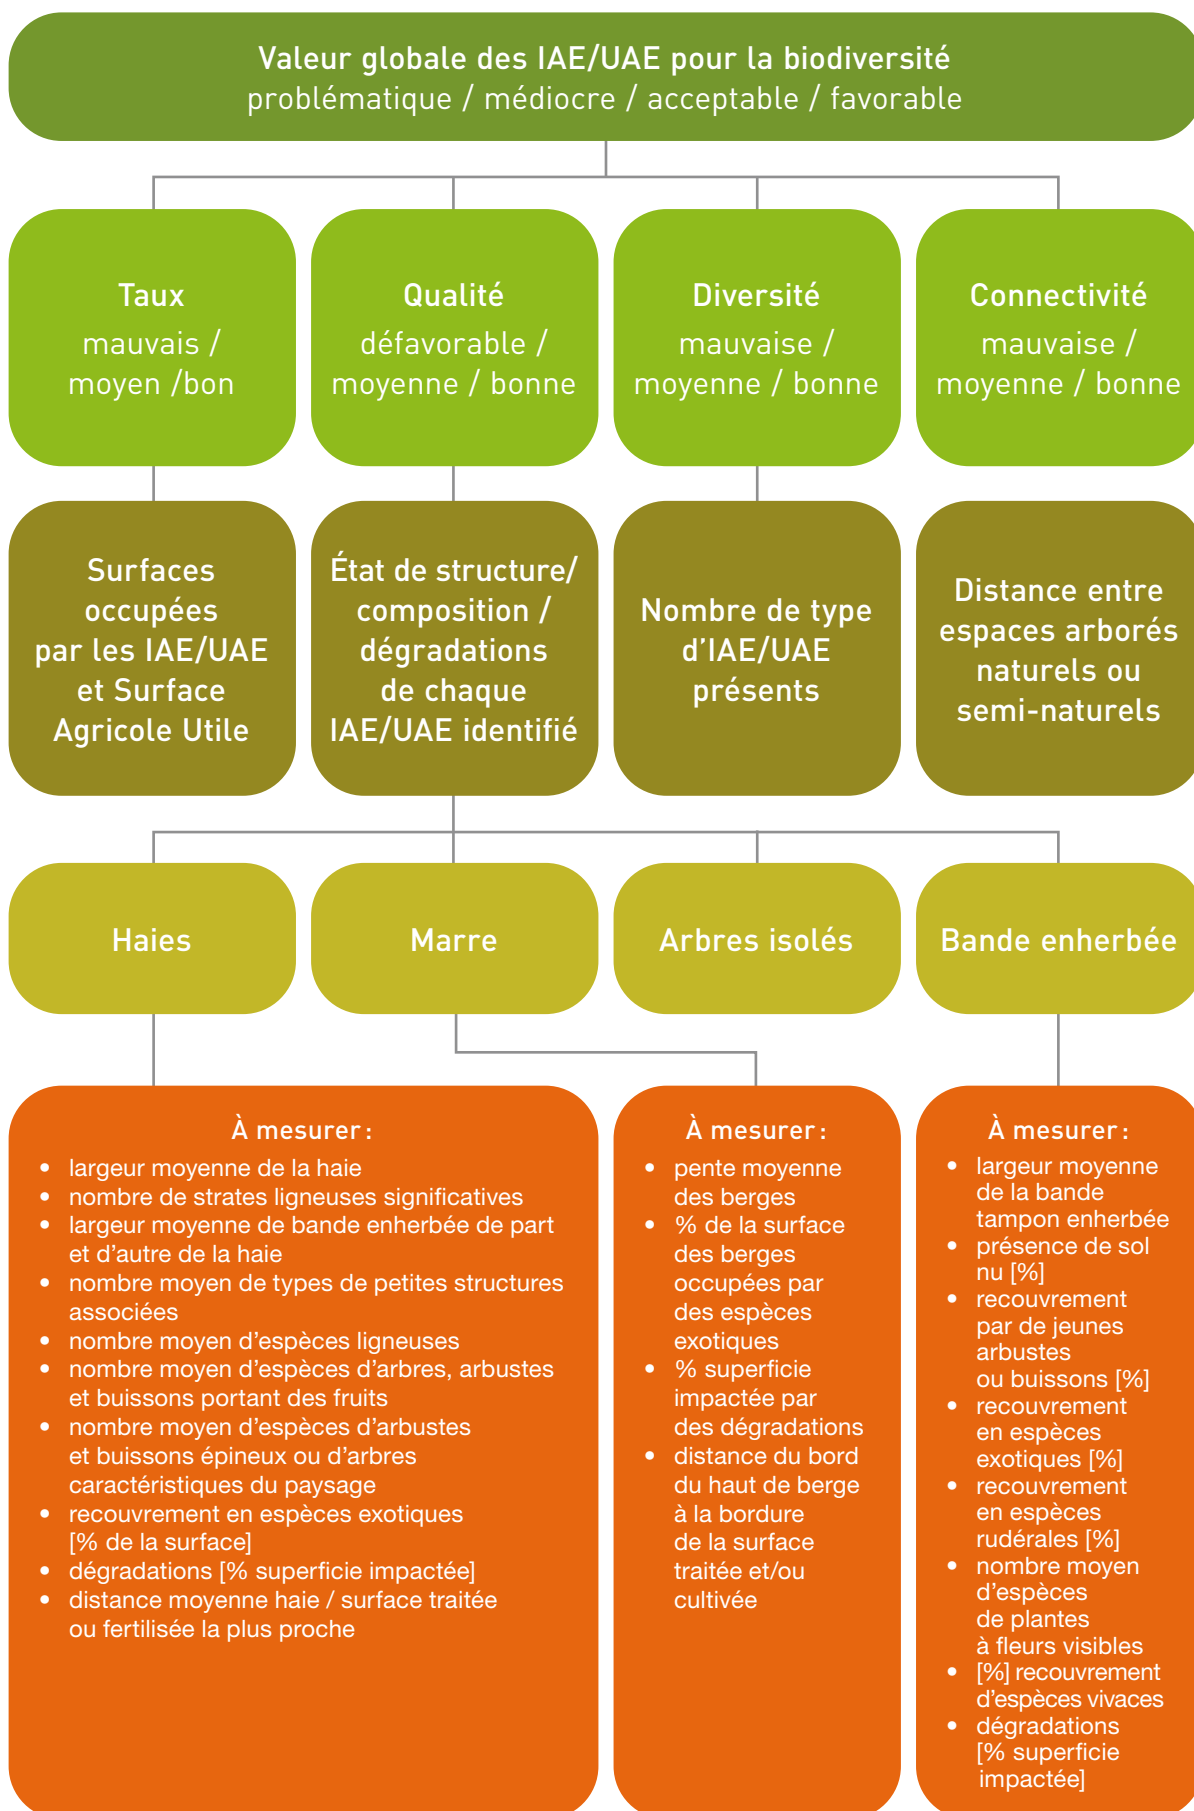 Valeur globale des IAE/UAE pour la biodiversité
problématique / médiocre / acceptable / favorable
Taux
mauvais /
moyen /bon
Qualité
défavorable /
moyenne / bonne
Diversité
mauvaise /
moyenne / bonne
Connectivité
mauvaise /
moyenne / bonne
Surfaces
occupées
par les IAE/UAE
et Surface
Agricole Utile
État de structure/
composition /
dégradations
de chaque
IAE/UAE identifié
Nombre de type
d'IAE/UAE
présents
Distance entre
espaces arborés
naturels ou
semi-naturels
Haies
Marre
Arbres isolés
Bande enherbée
À mesurer :
• largeur moyenne de la haie
• nombre de strates ligneuses significatives
• largeur moyenne de bande enherbée de part
et d'autre de la haie
• nombre moyen de types de petites structures
associées
• nombre moyen d'espèces ligneuses
• nombre moyen d'espèces d'arbres, arbustes
et buissons portant des fruits
• nombre moyen d'espèces d'arbustes
et buissons épineux ou d'arbres
caractéristiques du paysage
• recouvrement en espèces exotiques
[% de la surface]
• dégradations [% superficie impactée]
• distance moyenne haie / surface traitée
ou fertilisée la plus proche
À mesurer :
• pente moyenne
des berges
• % de la surface
des berges
occupées par
des espèces
exotiques
• % superficie
impactée par
des dégradations
• distance du bord
du haut de berge
à la bordure
de la surface
traitée et/ou
cultivée
À mesurer :
• largeur moyenne
de la bande
tampon enherbée
• présence de sol
nu [%]
• recouvrement
par de jeunes
arbustes
ou buissons [%]
• recouvrement
en espèces
exotiques [%]
• recouvrement
en espèces
rudérales [%]
• nombre moyen
d'espèces
de plantes
à fleurs visibles
• [%] recouvrement
d'espèces vivaces
• dégradations
[% superficie
impactée]